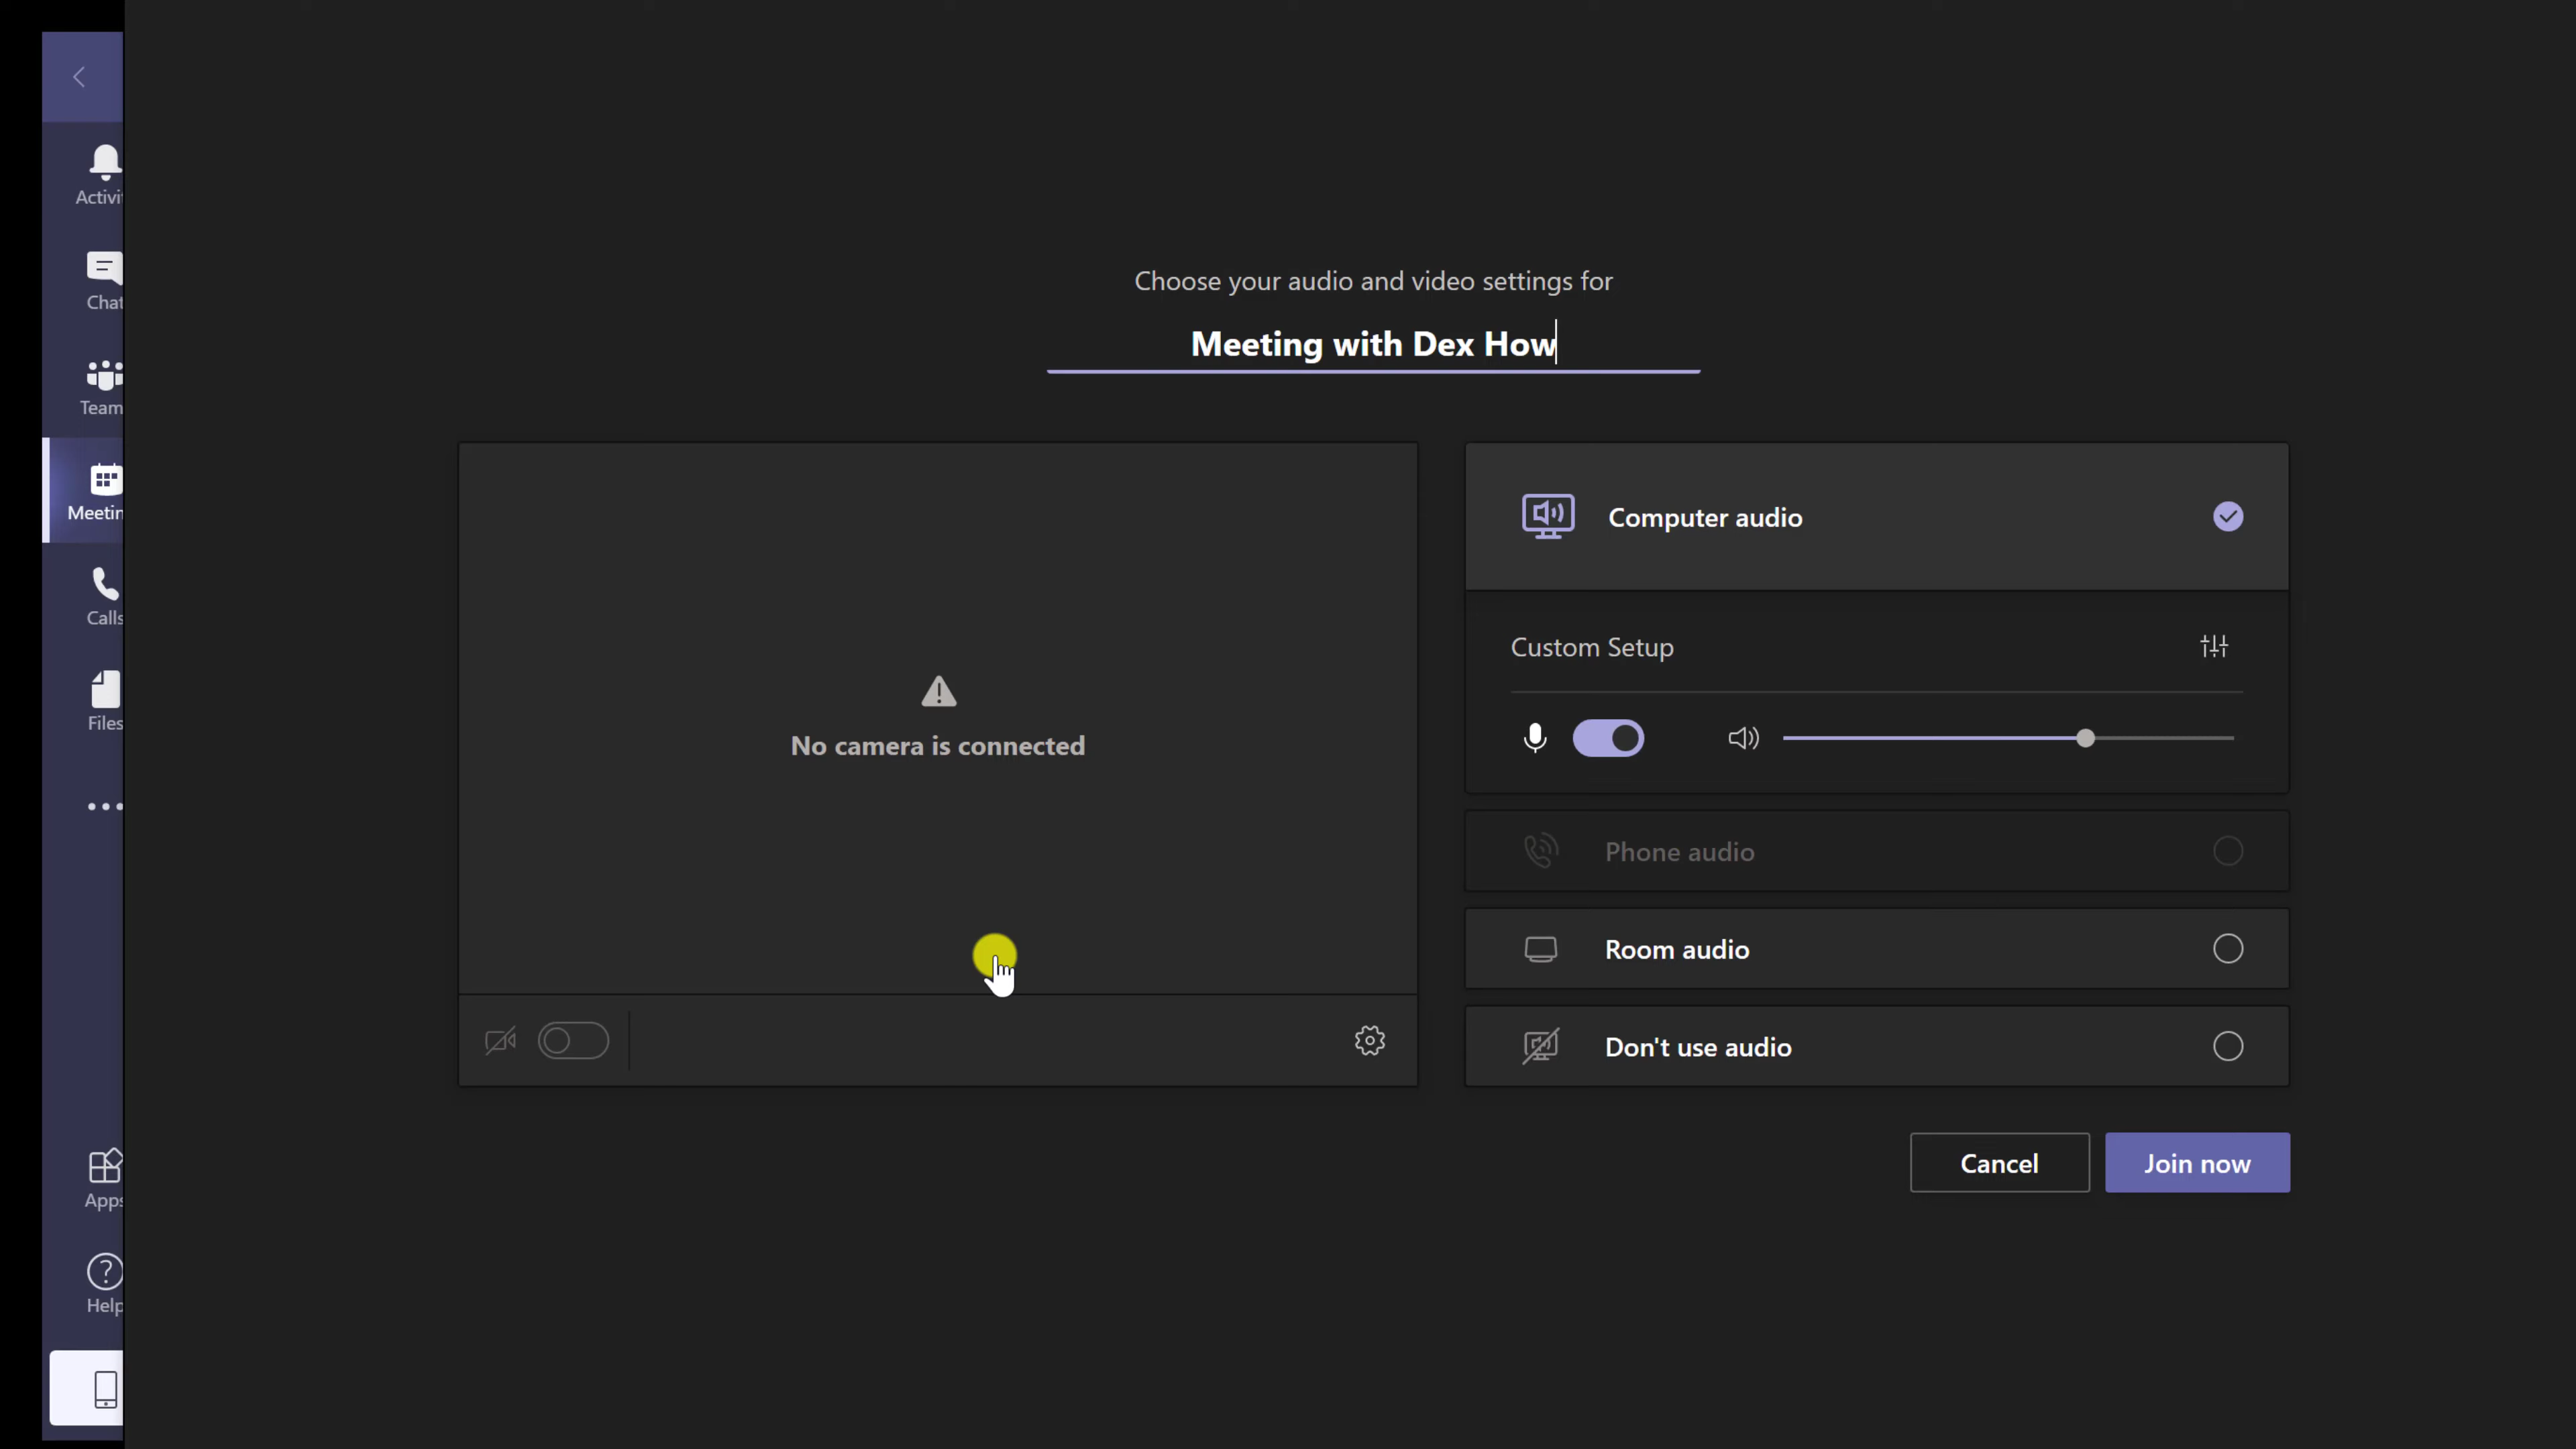 Activi
Chat
Team
Meetin
Calls
Files
Apps
Help
Choose your audio and video settings for
Meeting with Dex How
No camera is connected
Computer audio
Custom Setup
Phone audio
Room audio
Don't use audio
Cancel
Join now